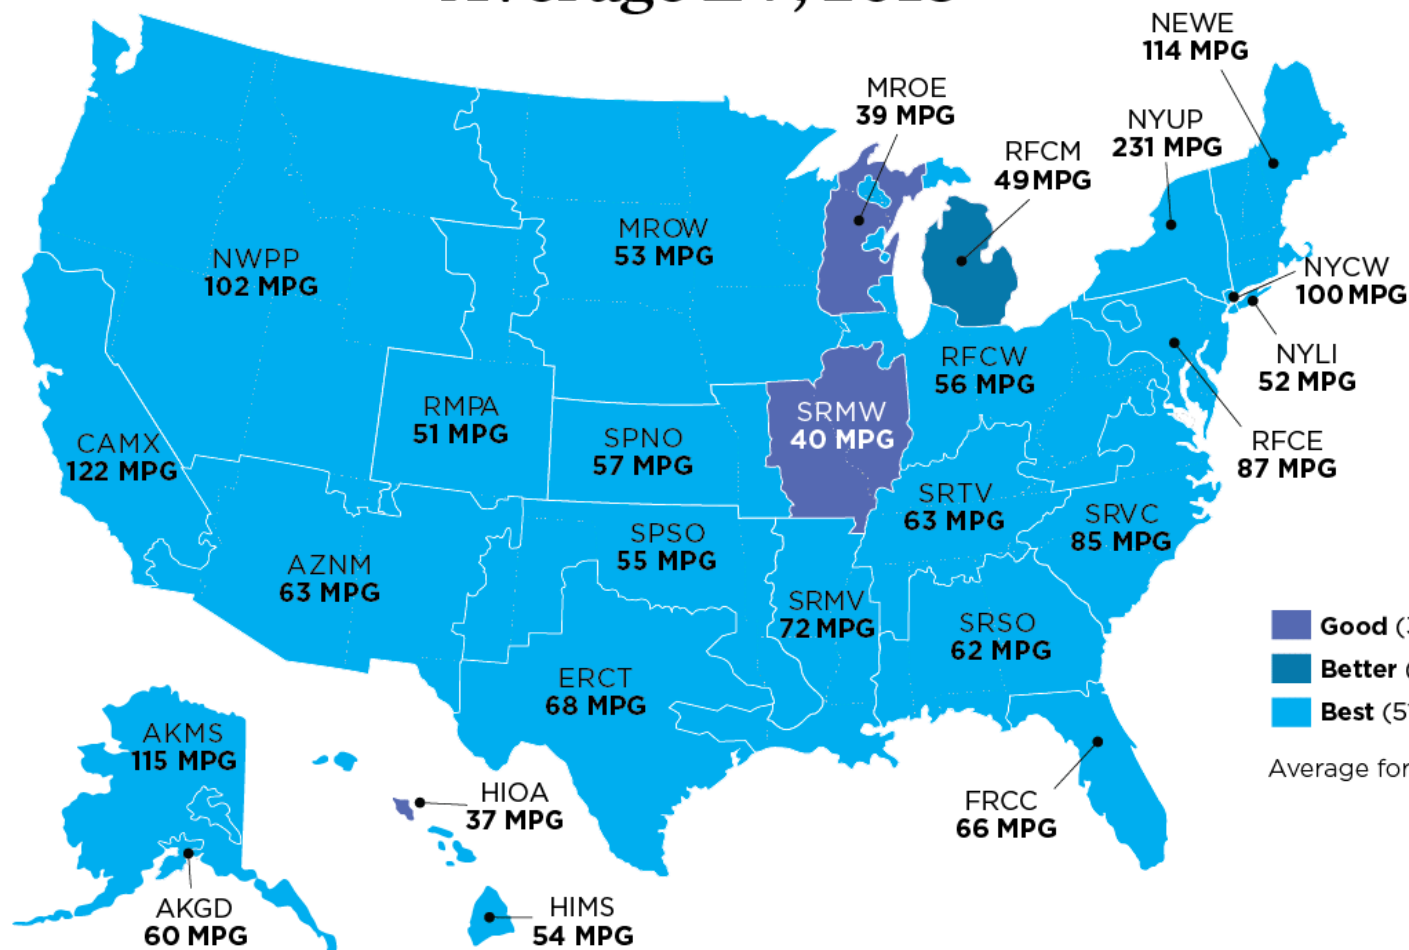 NEWE
114 MPG
MROE
39 MPG
NYUP
231 MPG
RFCM
49 MPG
MROW
53 MPG
NWPP
102 MPG
NYCW
100 MPG
NYLI
52 MPG
RFCW
56 MPG
RMPA
51 MPG
SRMW
40 MPG
CAMX
122 MPG
SPNO
57 MPG
RFCE
87 MPG
SRTV
63 MPG
SRVC
85 MPG
SPSO
55 MPG
AZNM
63 MPG
SRMV
72 MPG
SRSO
62 MPG
Good (3
Better (
Best (5
ERCT
68 MPG
AKMS
115 MPG
Average for
HIOA
37 MPG
FRCC
66 MPG
AKGD
60 MPG
HIMS
54 MPG